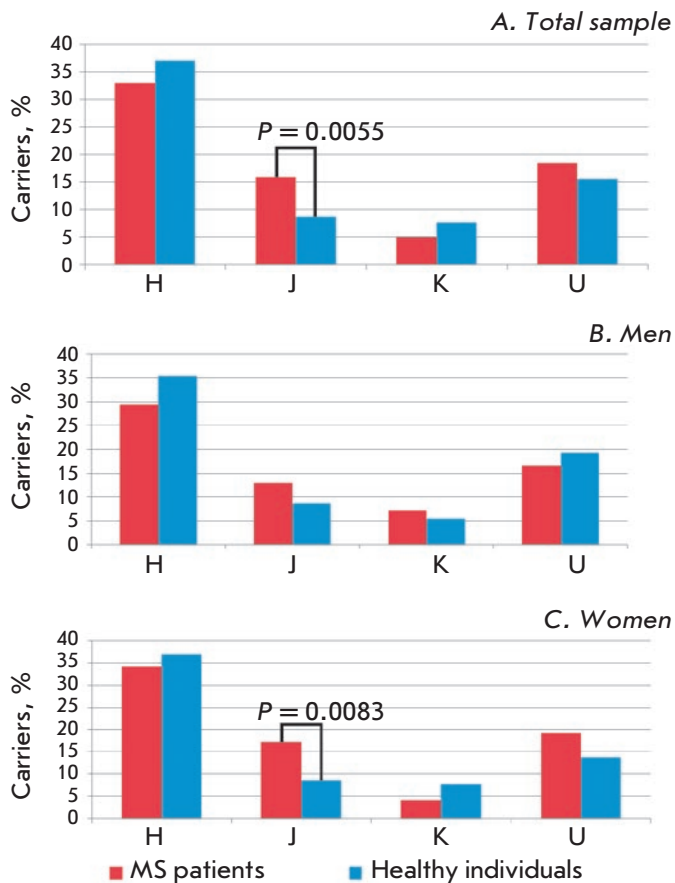 A. Total sample
Carriers, %
40
35
30
25
20
15
10
5
0
P = 0.0055
H J K U
B. Men
Carriers, %
40
35
30
25
20
15
10
5
0
H J K U
C. Women
Carriers, %
40
35
30
25
20
15
10
5
0
P = 0.0083
H J K U
MS patients Healthy individuals